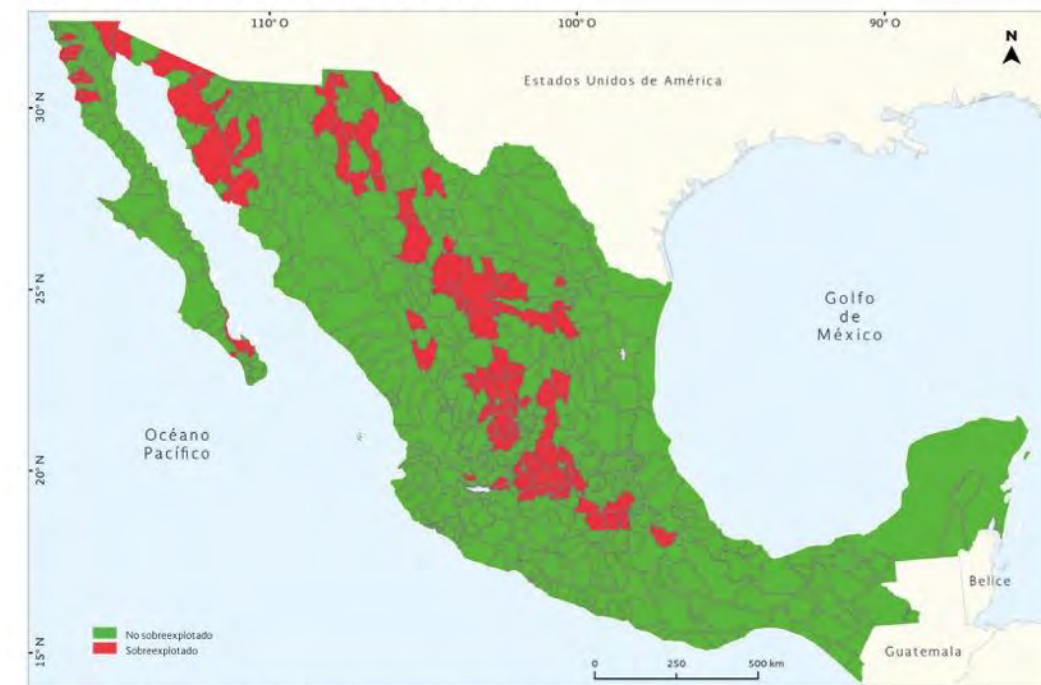 110° O
100° O
90° O
N
Estados Unidos de América
30° N
25° N
Golfo
de
México
Océano
Pacífico
20° N
Belice
No sobreexplotado
Sobreexplotado
Guatemala
15° N
0
250
500 km